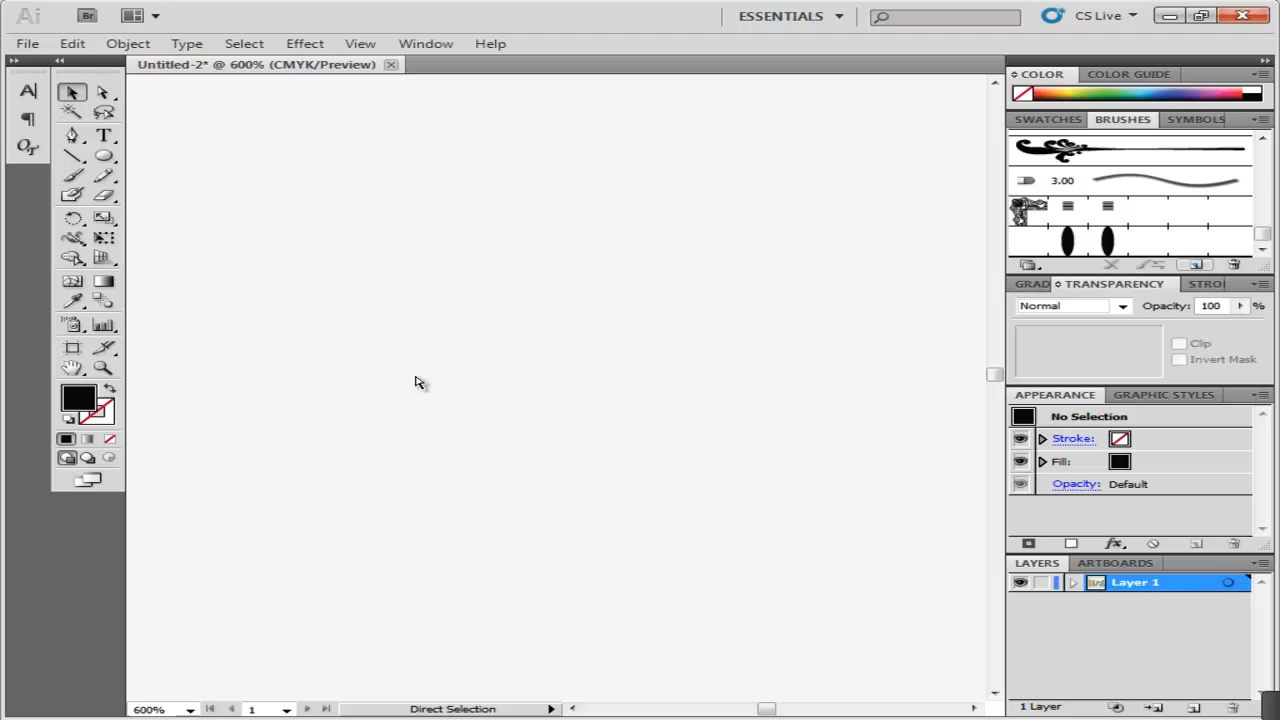 Ai Br ESSENTIALS CS Live
File Edit Object Type Select Effect View Window Help
Untitled-2* @ 600% (CMYK/Preview)
COLOR COLOR GUIDE
SWATCHES BRUSHES SYMBOLS
3.00
GRAD TRANSPARENCY STRO
Normal Opacity: 100 %
Clip
Invert Mask
APPEARANCE GRAPHIC STYLES
No Selection
Stroke:
Fill:
Opacity: Default
LAYERS ARTBOARDS
Layer 1
1 Layer
600% 1 Direct Selection